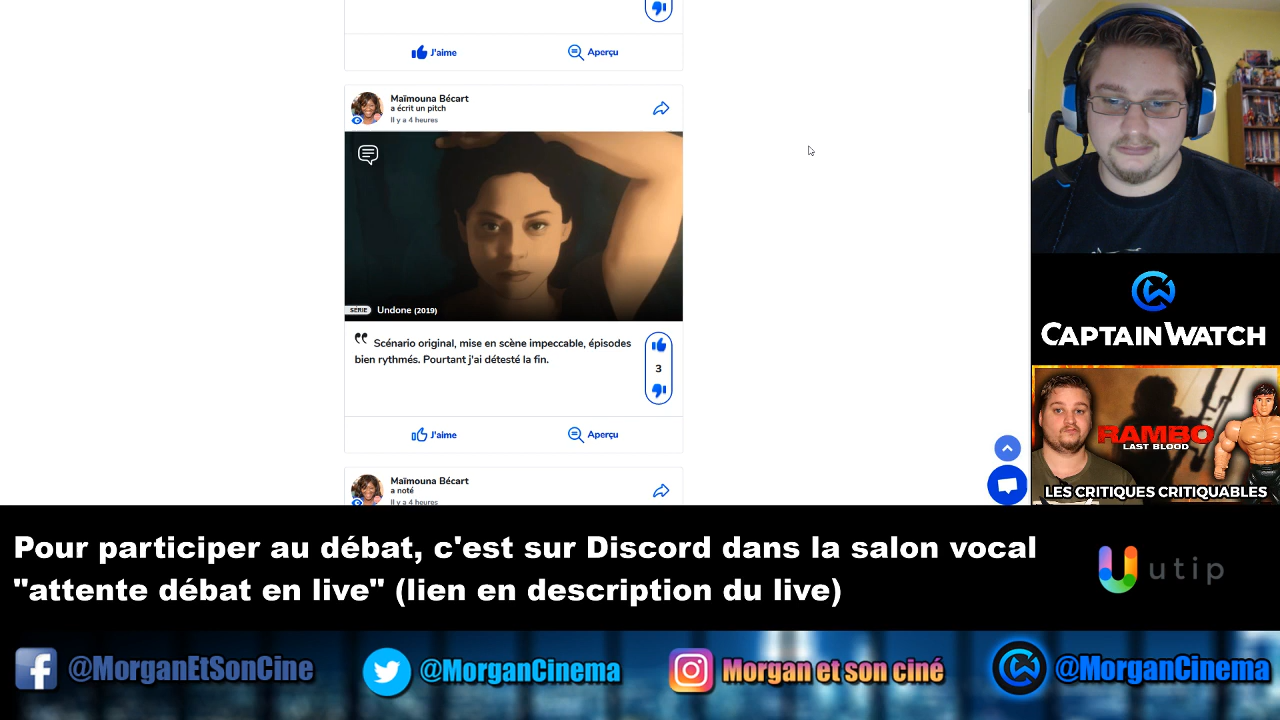 J'aime
Aperçu
Maïmouna Bécart
a écrit un pitch
Il y a 4 heures
SÉRIE
Undone (2019)
Scénario original, mise en scène impeccable, épisodes
bien rythmés. Pourtant j'ai détesté la fin.
3
J'aime
Aperçu
Maïmouna Bécart
a noté
Il y a 4 heures
CAPTAINWATCH
RAMBO
LAST BLOOD
LES CRITIQUES CRITIQUABLES
Pour participer au débat, c'est sur Discord dans la salon vocal
"attente débat en live" (lien en description du live)
utip
@MorganEtSonCine
@MorganCinema
Morgan et son ciné
@MorganCinema